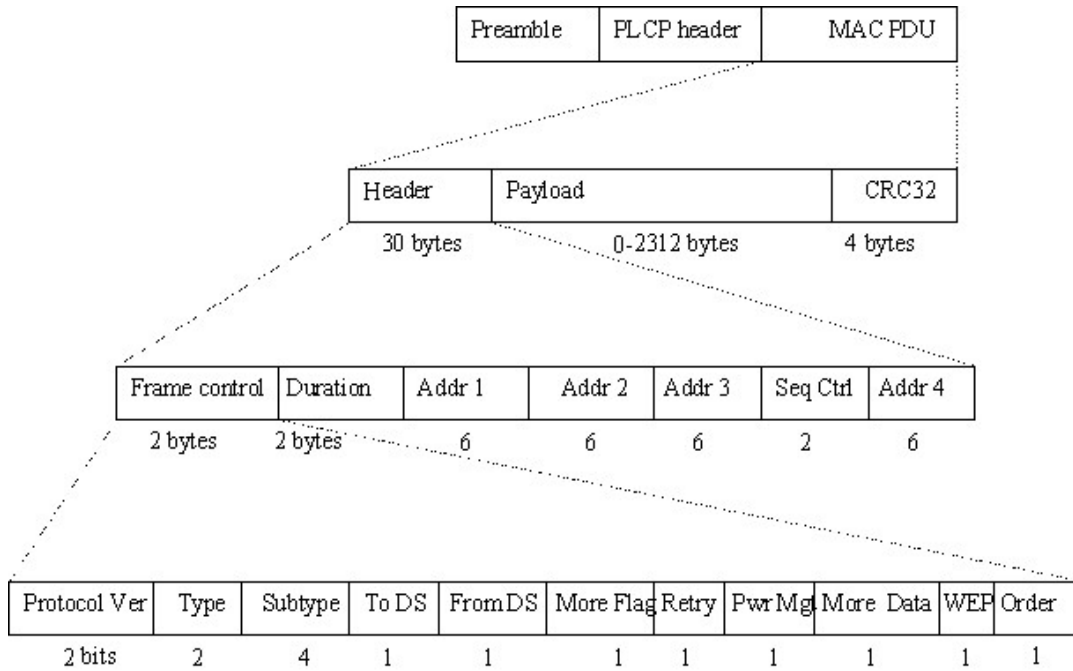 Preamble PLCP header MAC PDU
Header Payload CRC32
30 bytes 0-2312 bytes 4 bytes
Frame control Duration Addr 1 Addr 2 Addr 3 Seq Ctrl Addr 4
2 bytes 2 bytes 6 6 6 2 6
Protocol Ver Type Subtype To DS From DS More Flag Retry Pwr Mgt More Data WEP Order
2 bits 2 4 1 1 1 1 1 1 1 1